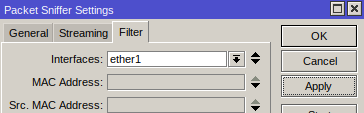 Packet Sniffer Settings
General Streaming Filter
OK
Interfaces: ether1
Cancel
MAC Address:
Apply
Src. MAC Address: